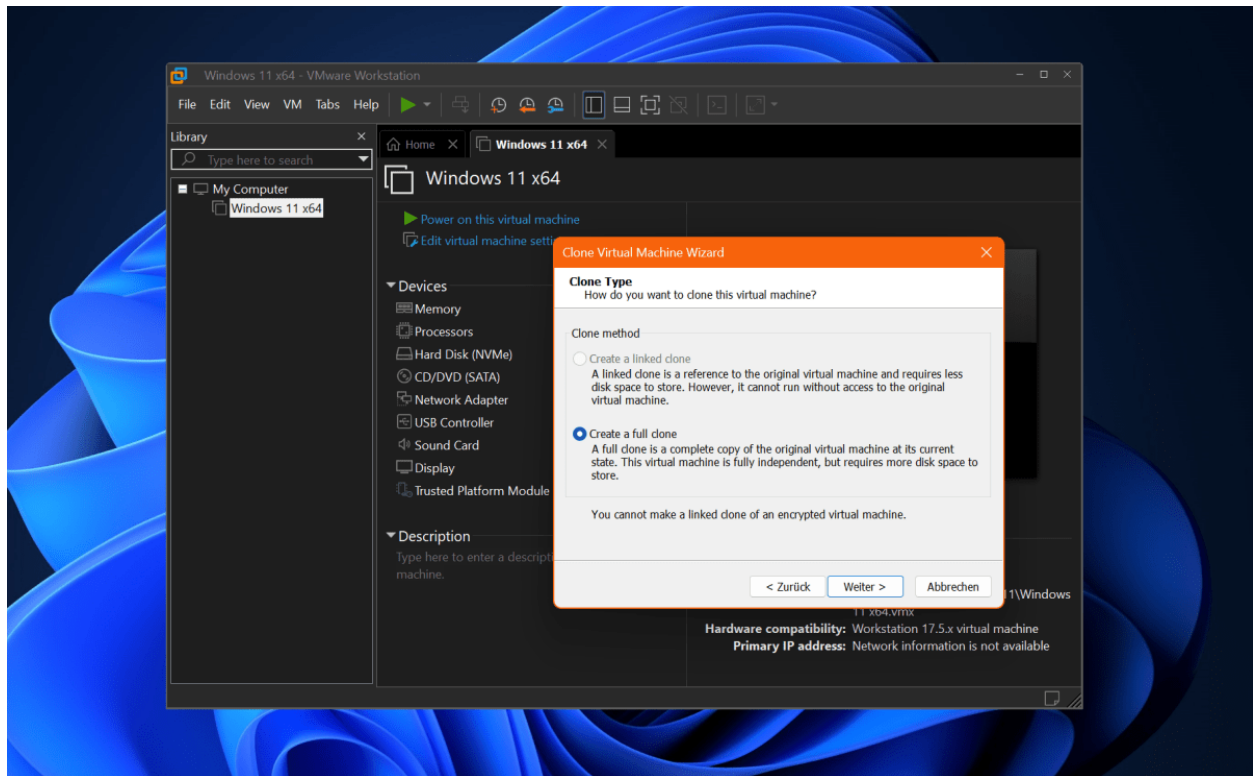 Windows 11 x64 - VMware Workstation
File Edit View VM Tabs Help
Library
Home
Windows 11 x64
Type here to search
My Computer
Windows 11 x64
Windows 11 x64
Power on this virtual machine
Edit virtual machine
Devices
Memory
Processors
Hard Disk (NVMe)
CD/DVD (SATA)
Network Adapter
USB Controller
Sound Card
Display
Trusted Platform Module
Description
Type here to enter a
machine.
Clone Virtual Machine Wizard
Clone Type
How do you want to clone this virtual machine?
Clone method
Create a linked clone
A linked clone is a reference to the original virtual machine and requires less
disk space to store. However, it cannot run without access to the original
virtual machine.
Create a full clone
A full clone is a complete copy of the original virtual machine at its current
state. This virtual machine is fully independent, but requires more disk space to
store.
You cannot make a linked clone of an encrypted virtual machine.
< Zurück Weiter > Abbrechen
1\Windows
11 x64.vmx
Hardware compatibility: Workstation 17.5.x virtual machine
Primary IP address: Network information is not available